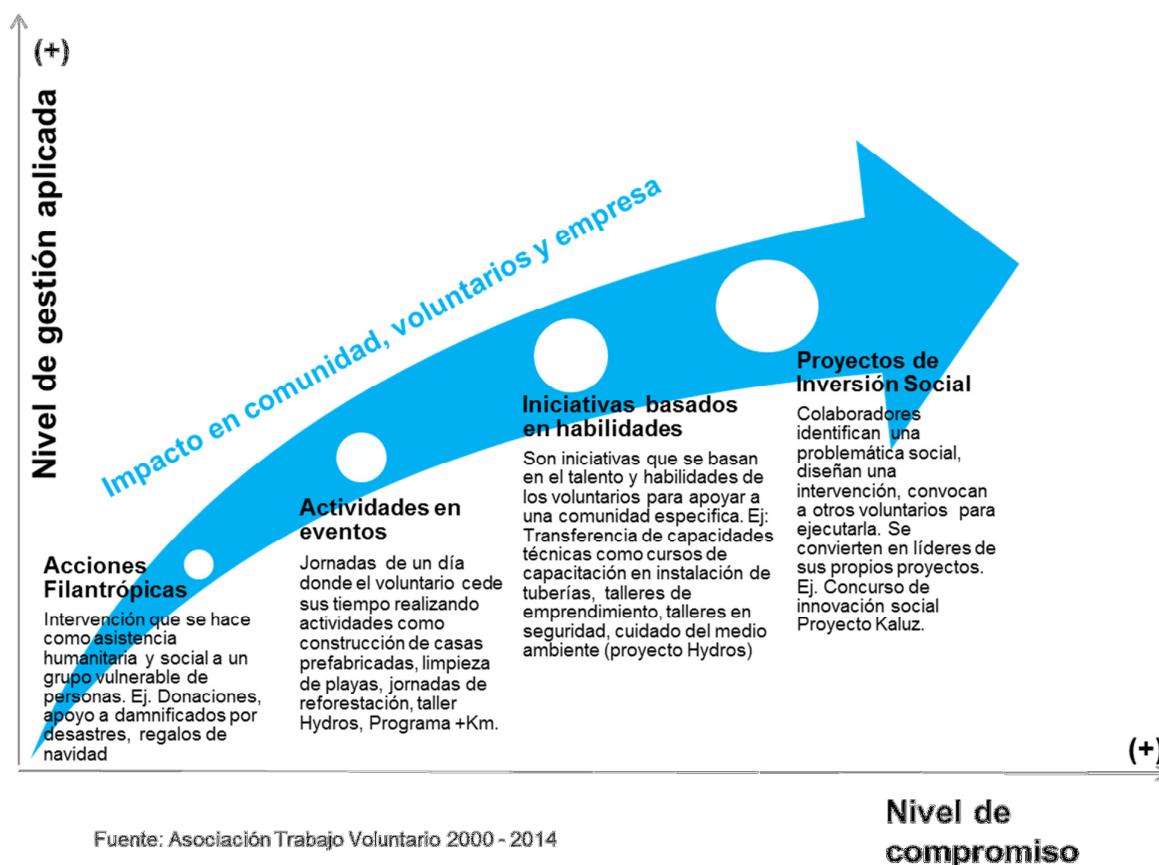 (+)
Nivel de gestión aplicada
Impacto en comunidad, voluntarios y empresa
Acciones
Filantrópicas
Intervención que se hace
como asistencia
humanitaria y social a un
grupo vulnerable de
personas. Ej. Donaciones,
apoyo a damnificados por
desastres, regalos de
navidad
Actividades en
eventos
Jornadas de un día
donde el voluntario cede
sus tiempo realizando
actividades como
construcción de casas
prefabricadas, limpieza
de playas, jornadas de
reforestación, taller
Hydros, Programa +Km.
Iniciativas basados
en habilidades
Son iniciativas que se basan
en el talento y habilidades de
los voluntarios para apoyar a
una comunidad especifica. Ej:
Transferencia de capacidades
técnicas como cursos de
capacitación en instalación de
tuberías, talleres de
emprendimiento, talleres en
seguridad, cuidado del medio
ambiente (proyecto Hydros)
Proyectos de
Inversión Social
Colaboradores
identifican una
problemática social,
diseñan una
intervención, convocan
a otros voluntarios para
ejecutarla. Se
convierten en líderes de
sus propios proyectos.
Ej. Concurso de
innovación social
Proyecto Kaluz.
(+)
Nivel de
compromiso
Fuente: Asociación Trabajo Voluntario 2000 - 2014